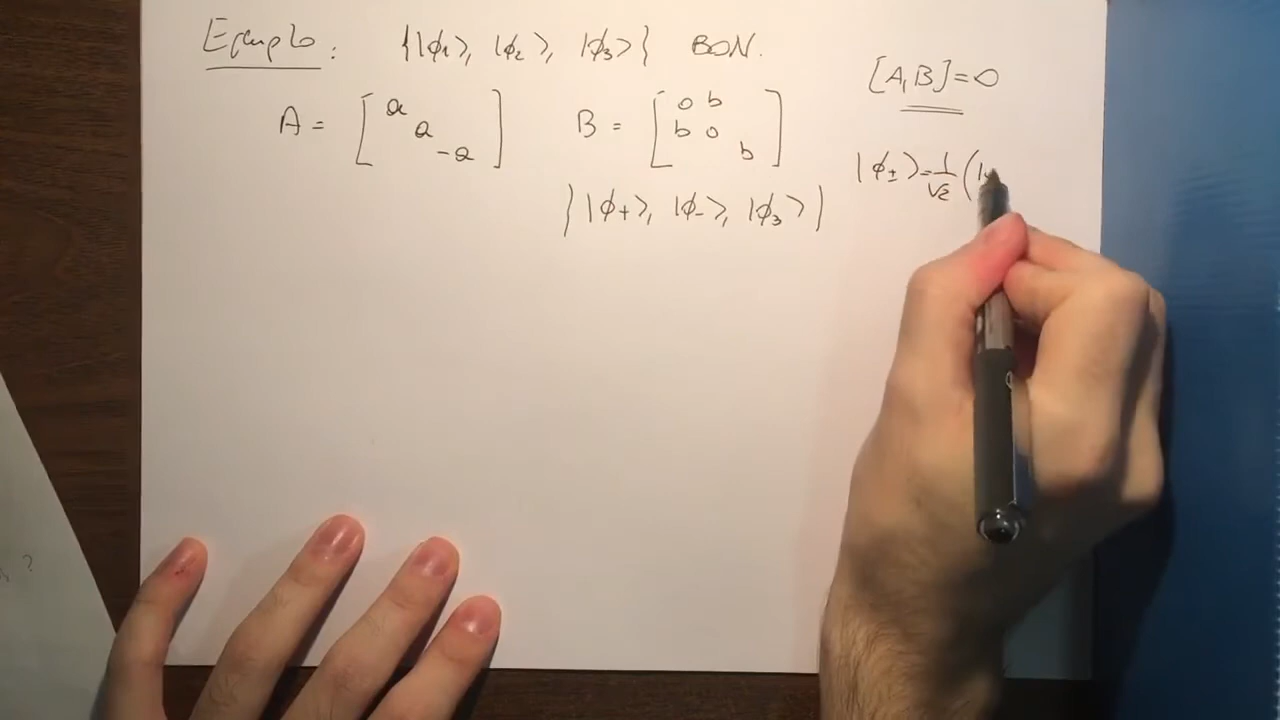 Ejemplo: {|ϕ₁>, |ϕ₂>, |ϕ₃>} BON.
[A,B]=0
A = [a a -a] B = [0 b b 0 b]
|ϕ±>=1/√2 (|
{|ϕ+>, |ϕ->, |ϕ₃>}
?